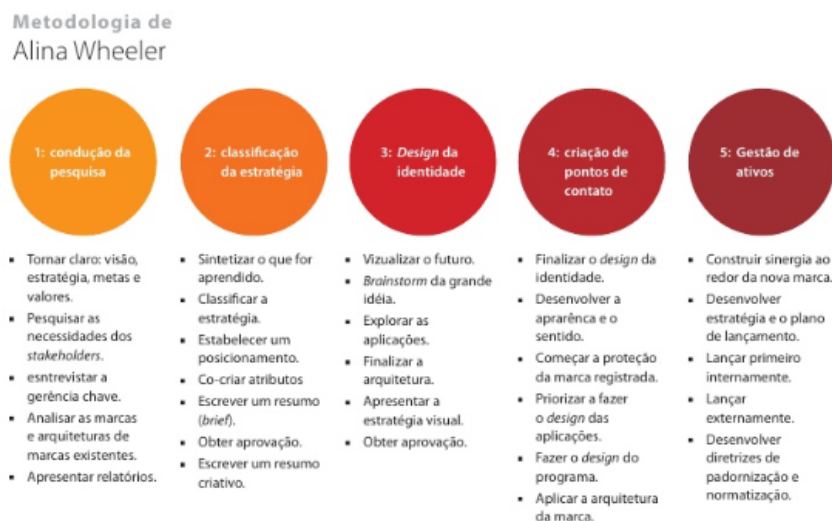 Metodologia de
Alina Wheeler
1: condução da
pesquisa
2: classificação
da estratégia
3: Design da
identidade
4: criação de
pontos de
contato
5: Gestão de
ativos
▪ Tornar claro: visão,
estratégia, metas e
valores.
▪ Pesquisar as
necessidades dos
stakeholders.
▪ esntrevistar a
gerência chave.
▪ Analisar as marcas
e arquiteturas de
marcas existentes.
▪ Apresentar relatórios.
▪ Sintetizar o que for
aprendido.
▪ Classificar a
estratégia.
▪ Estabelecer um
posicionamento.
▪ Co-criar atributos
▪ Escrever um resumo
(brief).
▪ Obter aprovação.
▪ Escrever um resumo
criativo.
▪ Vizualizar o futuro.
▪ Brainstorm da grande
idéia.
▪ Explorar as
aplicações.
▪ Finalizar a
arquitetura.
▪ Apresentar a
estratégia visual.
▪ Obter aprovação.
▪ Finalizar o design da
identidade.
▪ Desenvolver a
aprarênca e o
sentido.
▪ Começar a proteção
da marca registrada.
▪ Priorizar a fazer
o design das
aplicações.
▪ Fazer o design do
programa.
▪ Aplicar a arquitetura
da marca.
▪ Construir sinergia ao
redor da nova marca.
▪ Desenvolver
estratégia e o plano
de lançamento.
▪ Lançar primeiro
internamente.
▪ Lançar
externamente.
▪ Desenvolver
diretrizes de
padornização e
normatização.